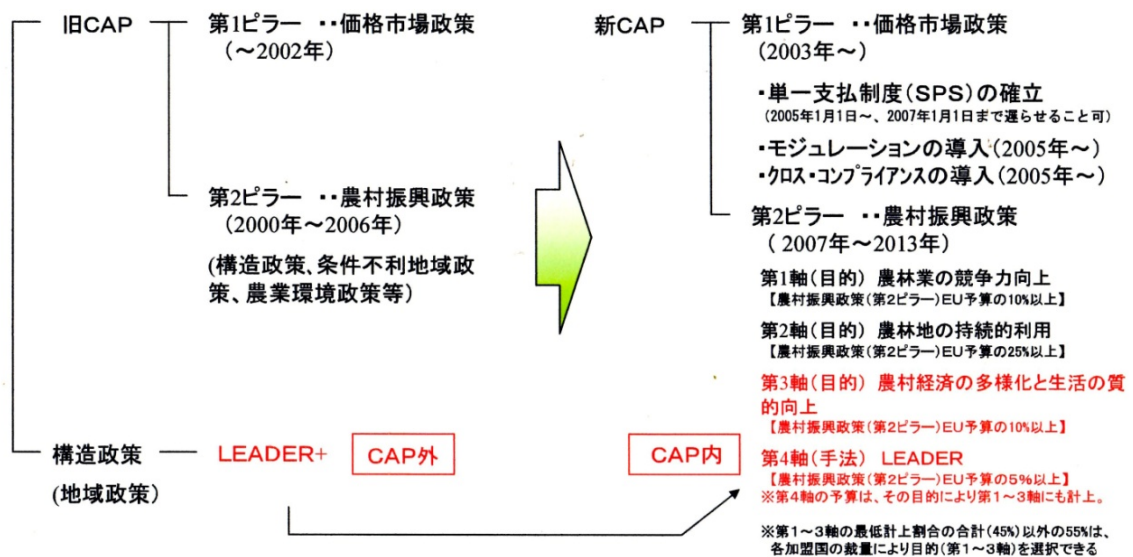 旧CAP
第1ピラー ‥価格市場政策
(～2002年)
第2ピラー ‥農村振興政策
(2000年～2006年)
(構造政策、条件不利地域政
策、農業環境政策等)
構造政策
(地域政策)
LEADER+
CAP外
新CAP
第1ピラー ‥価格市場政策
(2003年～)
・単一支払制度(SPS)の確立
(2005年1月1日～、2007年1月1日まで遅らせること可)
・モジュレーションの導入(2005年～)
・クロス・コンプライアンスの導入(2005年～)
第2ピラー ‥農村振興政策
(2007年～2013年)
第1軸(目的) 農林業の競争力向上
【農村振興政策(第2ピラー)EU予算の10%以上】
第2軸(目的) 農林地の持続的利用
【農村振興政策(第2ピラー)EU予算の25%以上】
第3軸(目的) 農村経済の多様化と生活の質
的向上
【農村振興政策(第2ピラー)EU予算の10%以上】
CAP内
第4軸(手法) LEADER
【農村振興政策(第2ピラー)EU予算の5%以上】
※第4軸の予算は、その目的により第1～3軸にも計上。
※第1～3軸の最低計上割合の合計(45%)以外の55%は、
各加盟国の裁量により目的(第1～3軸)を選択できる